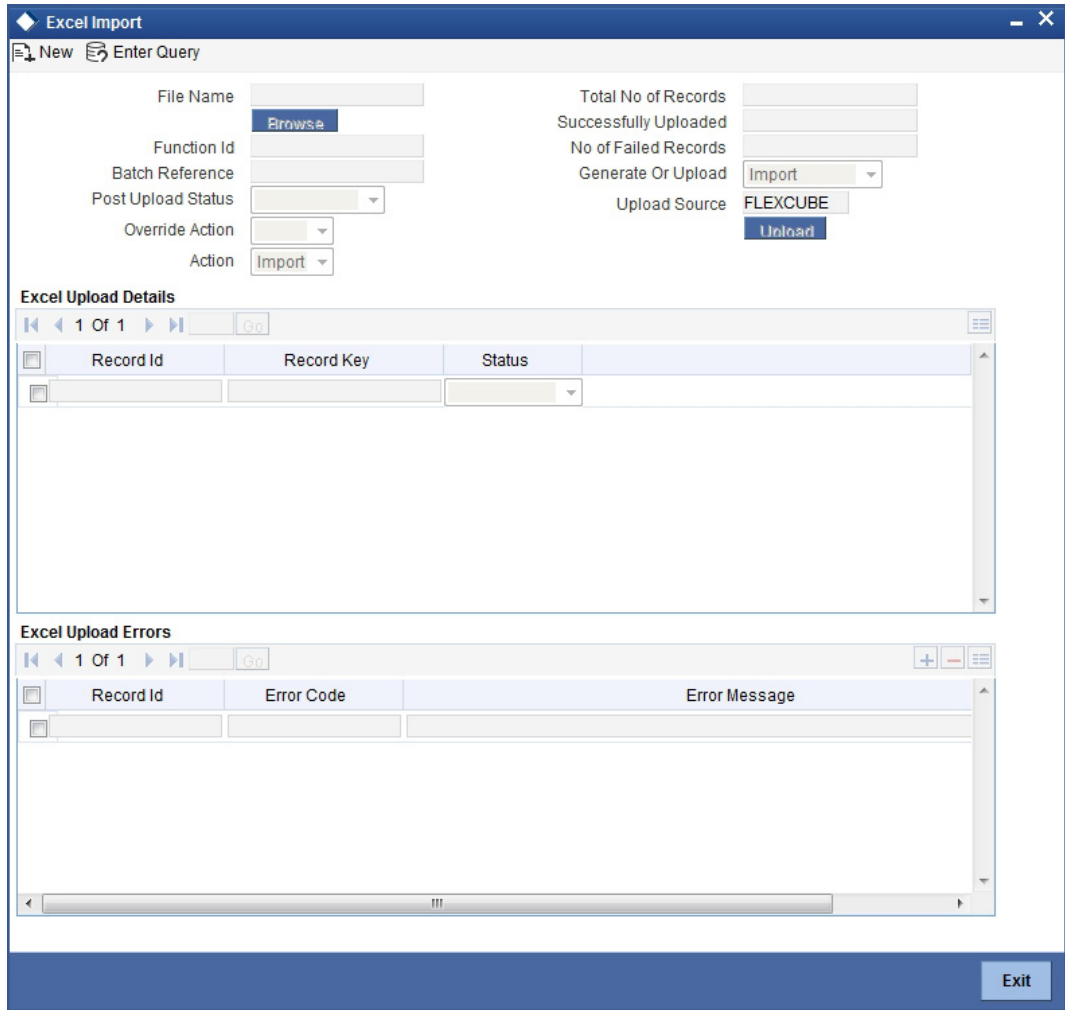 Excel Import
New Enter Query
File Name
Browse
Function Id
Batch Reference
Post Upload Status
Override Action
Action Import
Total No of Records
Successfully Uploaded
No of Failed Records
Generate Or Upload Import
Upload Source FLEXCUBE
Upload
Excel Upload Details
1 Of 1 Go
Record Id Record Key Status
Excel Upload Errors
1 Of 1 Go
Record Id Error Code Error Message
Exit